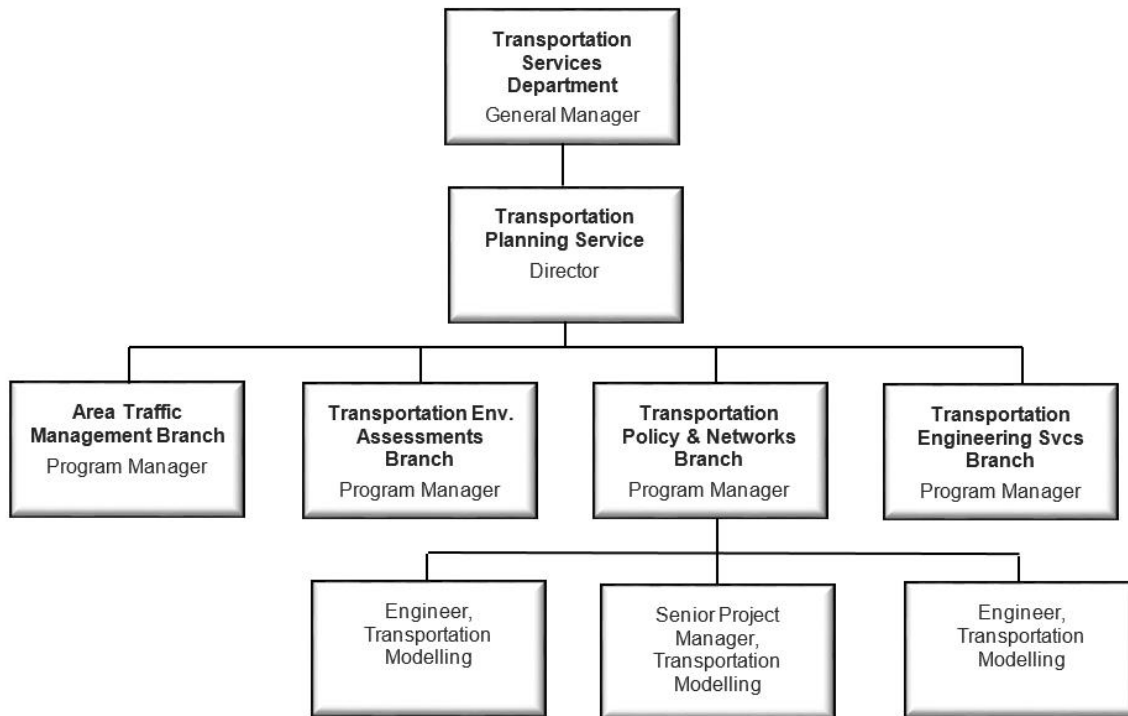 Transportation
Services
Department
General Manager
Transportation
Planning Service
Director
Area Traffic
Management Branch
Program Manager
Transportation Env.
Assessments
Branch
Program Manager
Transportation
Policy & Networks
Branch
Program Manager
Transportation
Engineering Svcs
Branch
Program Manager
Engineer,
Transportation
Modelling
Senior Project
Manager,
Transportation
Modelling
Engineer,
Transportation
Modelling